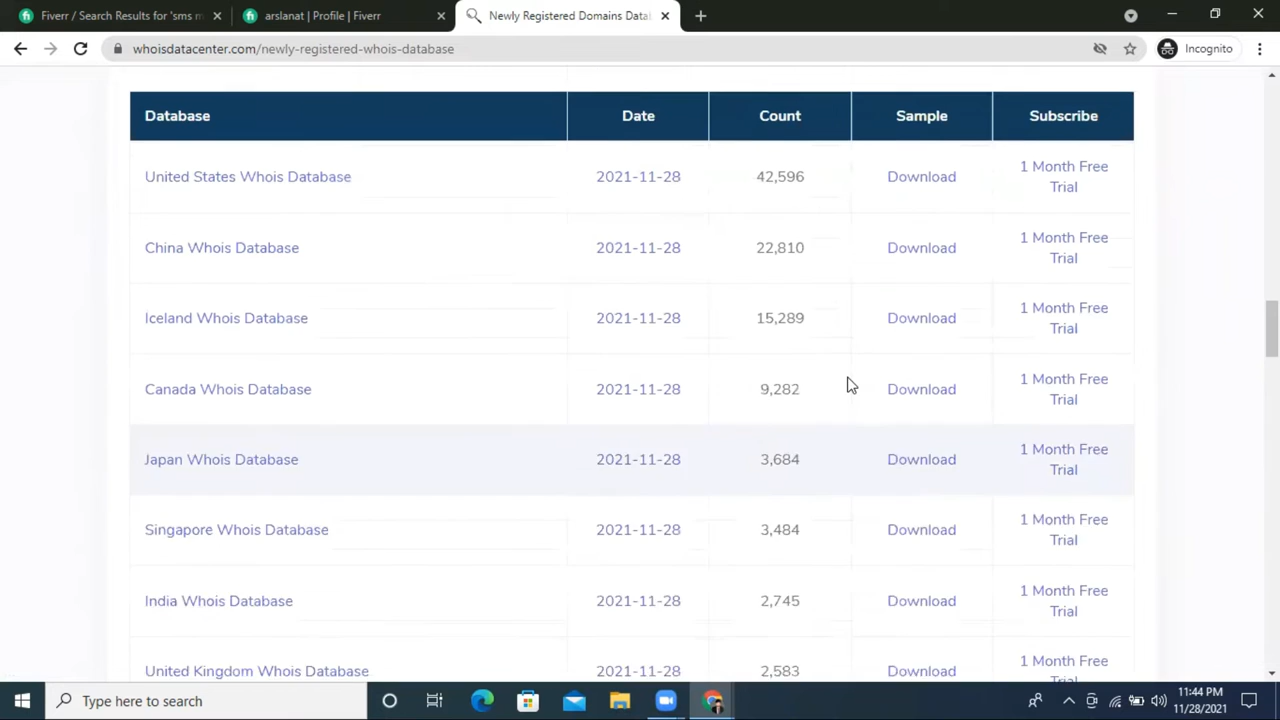 Fiverr / Search Results for 'sms m
arslanat | Profile | Fiverr
Newly Registered Domains Data
whoisdatacenter.com/newly-registered-whois-database
Incognito
Database Date Count Sample Subscribe
United States Whois Database 2021-11-28 42,596 Download 1 Month Free
Trial
China Whois Database 2021-11-28 22,810 Download 1 Month Free
Trial
Iceland Whois Database 2021-11-28 15,289 Download 1 Month Free
Trial
Canada Whois Database 2021-11-28 9,282 Download 1 Month Free
Trial
Japan Whois Database 2021-11-28 3,684 Download 1 Month Free
Trial
Singapore Whois Database 2021-11-28 3,484 Download 1 Month Free
Trial
India Whois Database 2021-11-28 2,745 Download 1 Month Free
Trial
United Kingdom Whois Database 2021-11-28 2,583 Download 1 Month Free
Trial
Type here to search
11:44 PM
11/28/2021